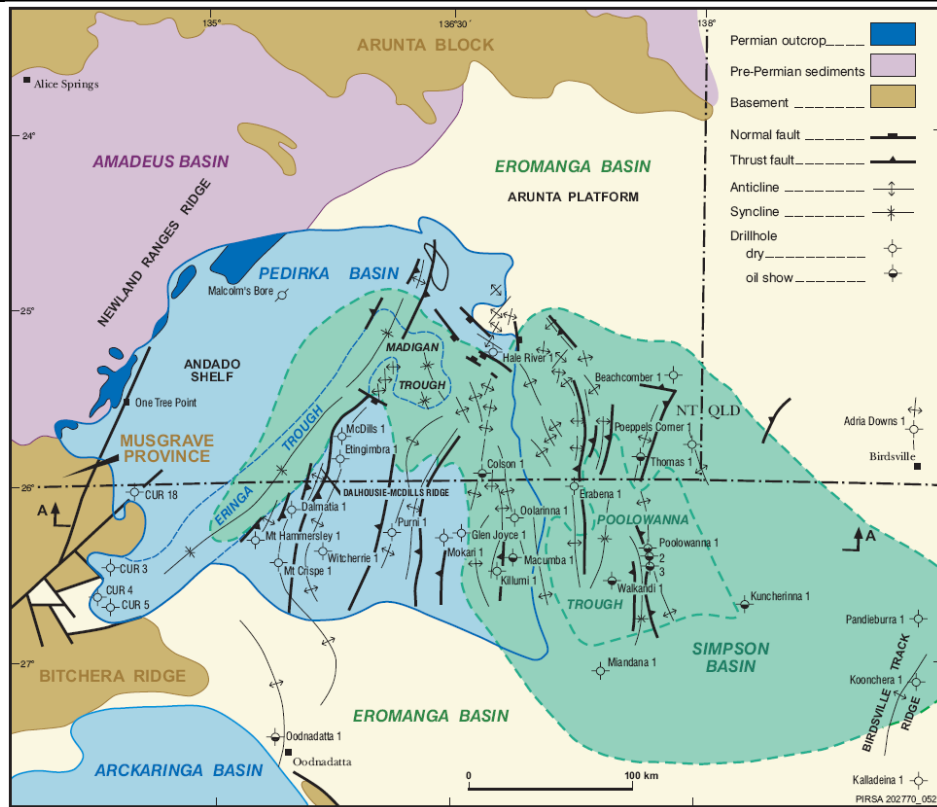 135°
136°30'
138°
ARUNTA BLOCK
Alice Springs
24°
AMADEUS BASIN
EROMANGA BASIN
ARUNTA PLATFORM
NEWLAND RANGES RIDGE
Permian outcrop
Pre-Permian sediments
Basement
Normal fault
Thrust fault
Anticline
Syncline
Drillhole
dry
oil show
PEDIRKA BASIN
Malcolm's Bore
25°
MADIGAN
TROUGH
Hale River 1
ANDADO
SHELF
Beachcomber 1
One Tree Point
NT QLD
Poeppels Corner 1
Adria Downs 1
ERINGA TROUGH
McDills 1
MUSGRAVE
PROVINCE
Etingimbra 1
Colson 1
Thomas 1
Birdsville
26°
CUR 18
DALHOUSIE-McDILLS RIDGE
Erabena 1
A
Dalmatia 1
Oolarinna 1
POOLOWANNA
TROUGH
A
Mt Hammersley 1
Purni 1
Glen Joyce 1
Poolowanna 1
2
3
Witcherrie 1
Mokari 1
Macumba 1
CUR 3
Mt Crispe 1
Killumi 1
Walkandi 1
CUR 4
CUR 5
Kuncherinna 1
Pandieburra 1
SIMPSON
BASIN
27°
Miandana 1
BITCHERA RIDGE
Koonchera 1
BIRDSVILLE TRACK
RIDGE
EROMANGA BASIN
Oodnadatta 1
Oodnadatta
ARCKARINGA BASIN
0 100 km
Kalladeina 1
PIRSA 202770_052